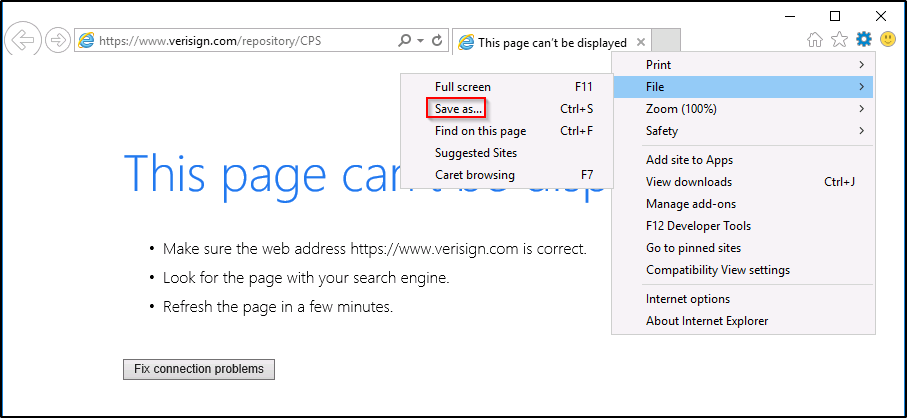 https://www.verisign.com/repository/CPS
This page can't be displayed
Print
File
Zoom (100%)
Safety
Add site to Apps
View downloads Ctrl+J
Manage add-ons
F12 Developer Tools
Go to pinned sites
Compatibility View settings
Internet options
About Internet Explorer
Full screen F11
Save as... Ctrl+S
Find on this page Ctrl+F
Suggested Sites
Caret browsing F7
This page can't be disp
• Make sure the web address https://www.verisign.com is correct.
• Look for the page with your search engine.
• Refresh the page in a few minutes.
Fix connection problems